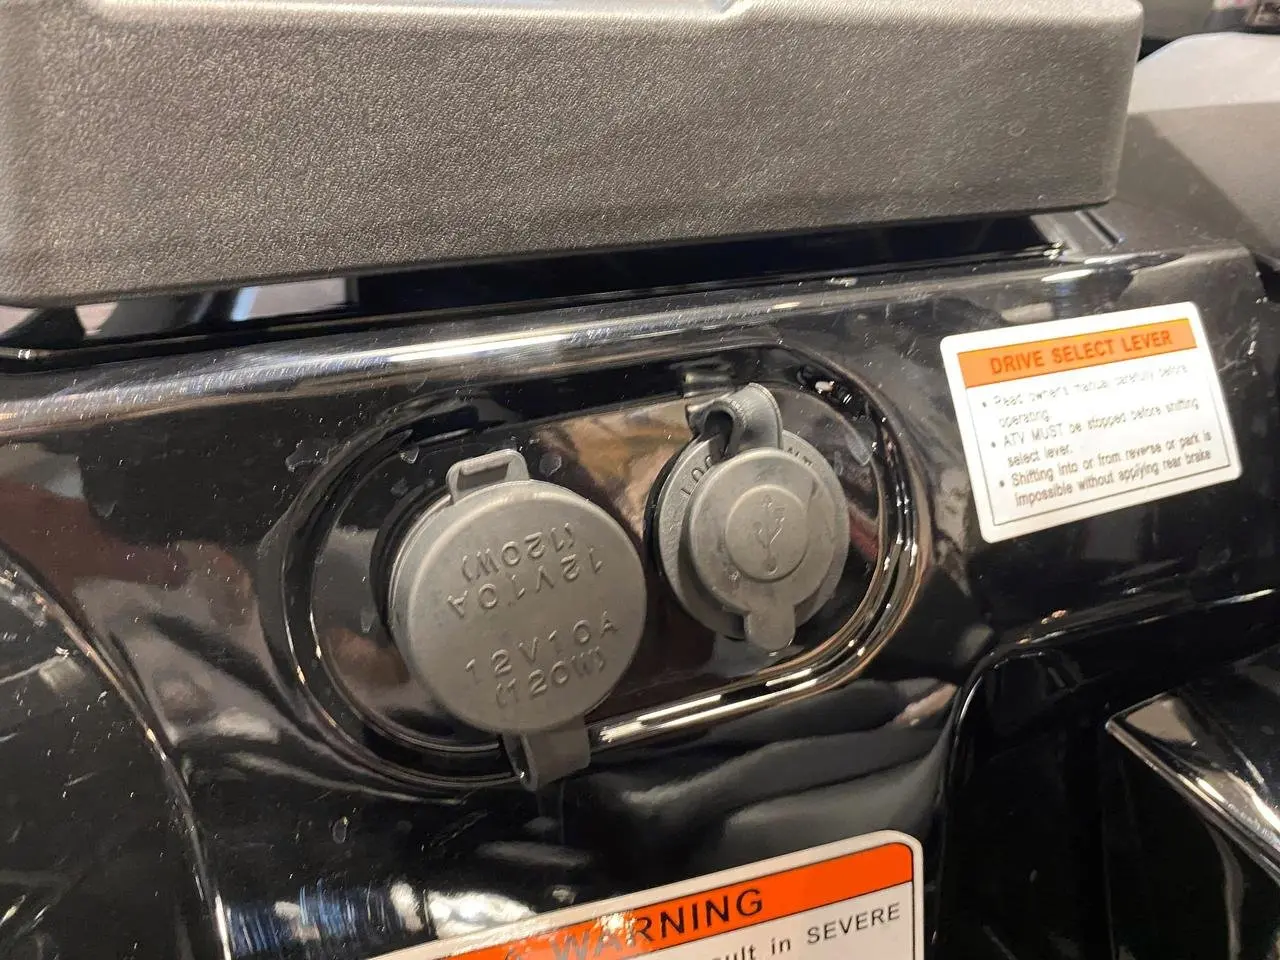 12V10A
(120W)
12V10A
(120W)
DRIVE SELECT LEVER
• Read owner's manual carefully before
operating.
• ATV MUST be stopped before shifting
select lever.
• Shifting into or from reverse or park is
impossible without applying rear brake
WARNING
in SEVERE